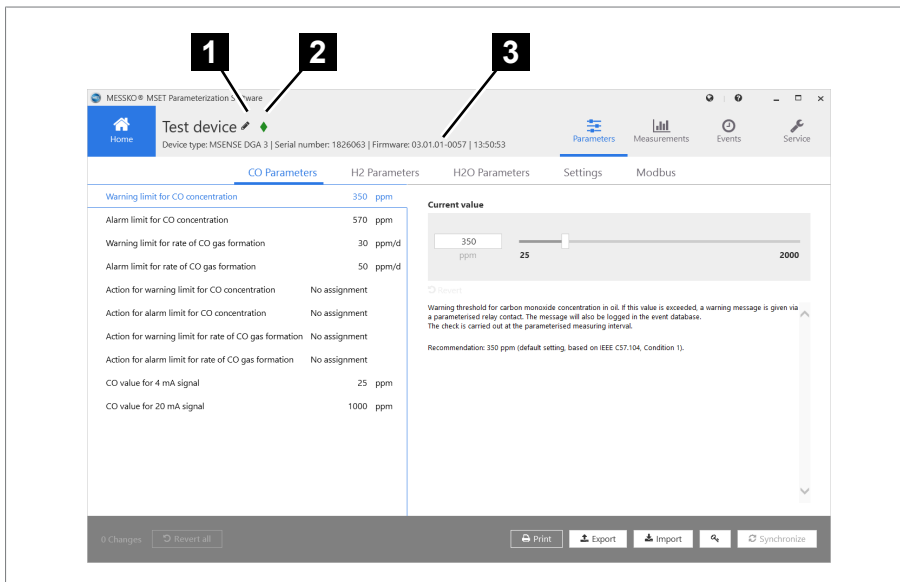 1 2 3
MESSKO® MSET Parameterization Software
Home
Test device
Device type: MSENSE DGA 3 | Serial number: 1826063 | Firmware: 03.01.01-0057 | 13:50:53
Parameters Measurements Events Service
CO Parameters H2 Parameters H2O Parameters Settings Modbus
Warning limit for CO concentration 350 ppm
Alarm limit for CO concentration 570 ppm
Warning limit for rate of CO gas formation 30 ppm/d
Alarm limit for rate of CO gas formation 50 ppm/d
Action for warning limit for CO concentration No assignment
Action for alarm limit for CO concentration No assignment
Action for warning limit for rate of CO gas formation No assignment
Action for alarm limit for rate of CO gas formation No assignment
CO value for 4 mA signal 25 ppm
CO value for 20 mA signal 1000 ppm
Current value
350
ppm 25 2000
Revert
Warning threshold for carbon monoxide concentration in oil. If this value is exceeded, a warning message is given via
a parameterised relay contact. The message will also be logged in the event database.
The check is carried out at the parameterised measuring interval.
Recommendation: 350 ppm (default setting, based on IEEE C57.104, Condition 1).
0 Changes Revert all Print Export Import Synchronize